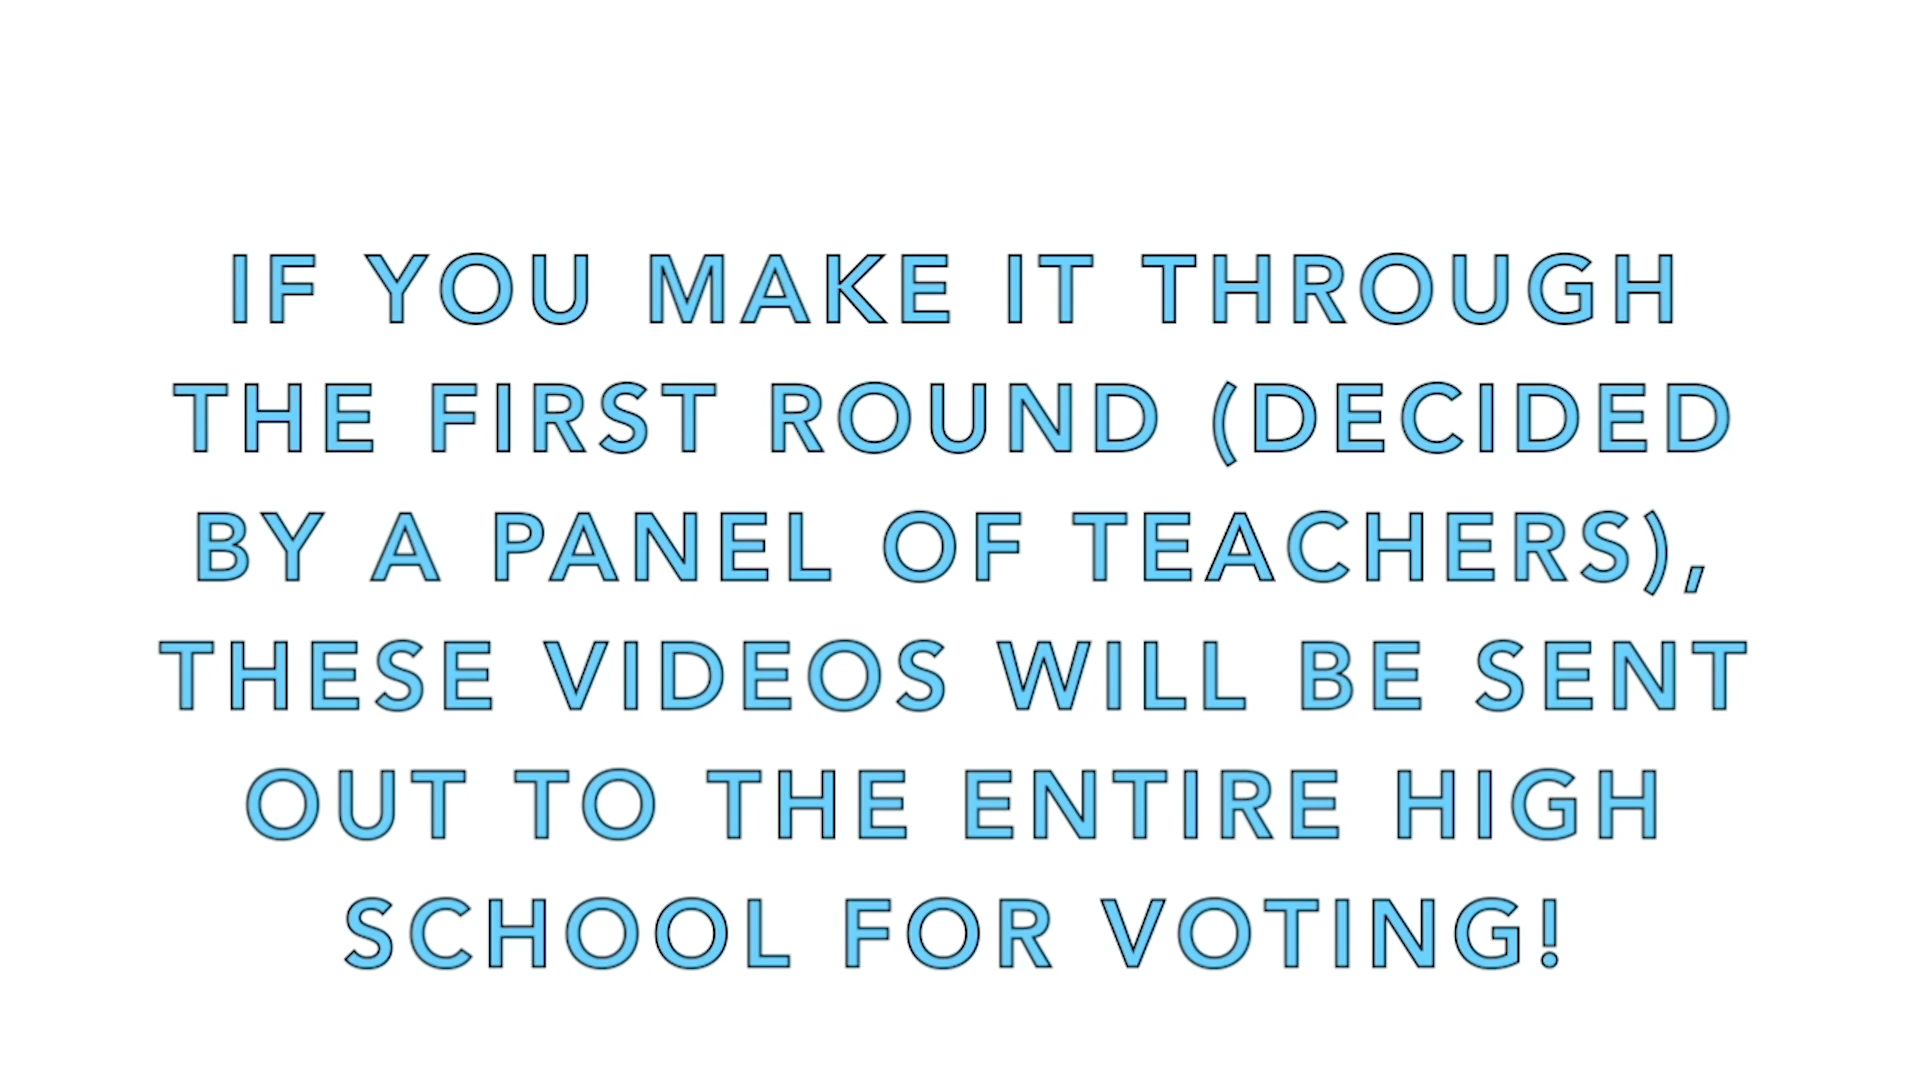 IF YOU MAKE IT THROUGH
THE FIRST ROUND (DECIDED
BY A PANEL OF TEACHERS),
THESE VIDEOS WILL BE SENT
OUT TO THE ENTIRE HIGH
SCHOOL FOR VOTING!